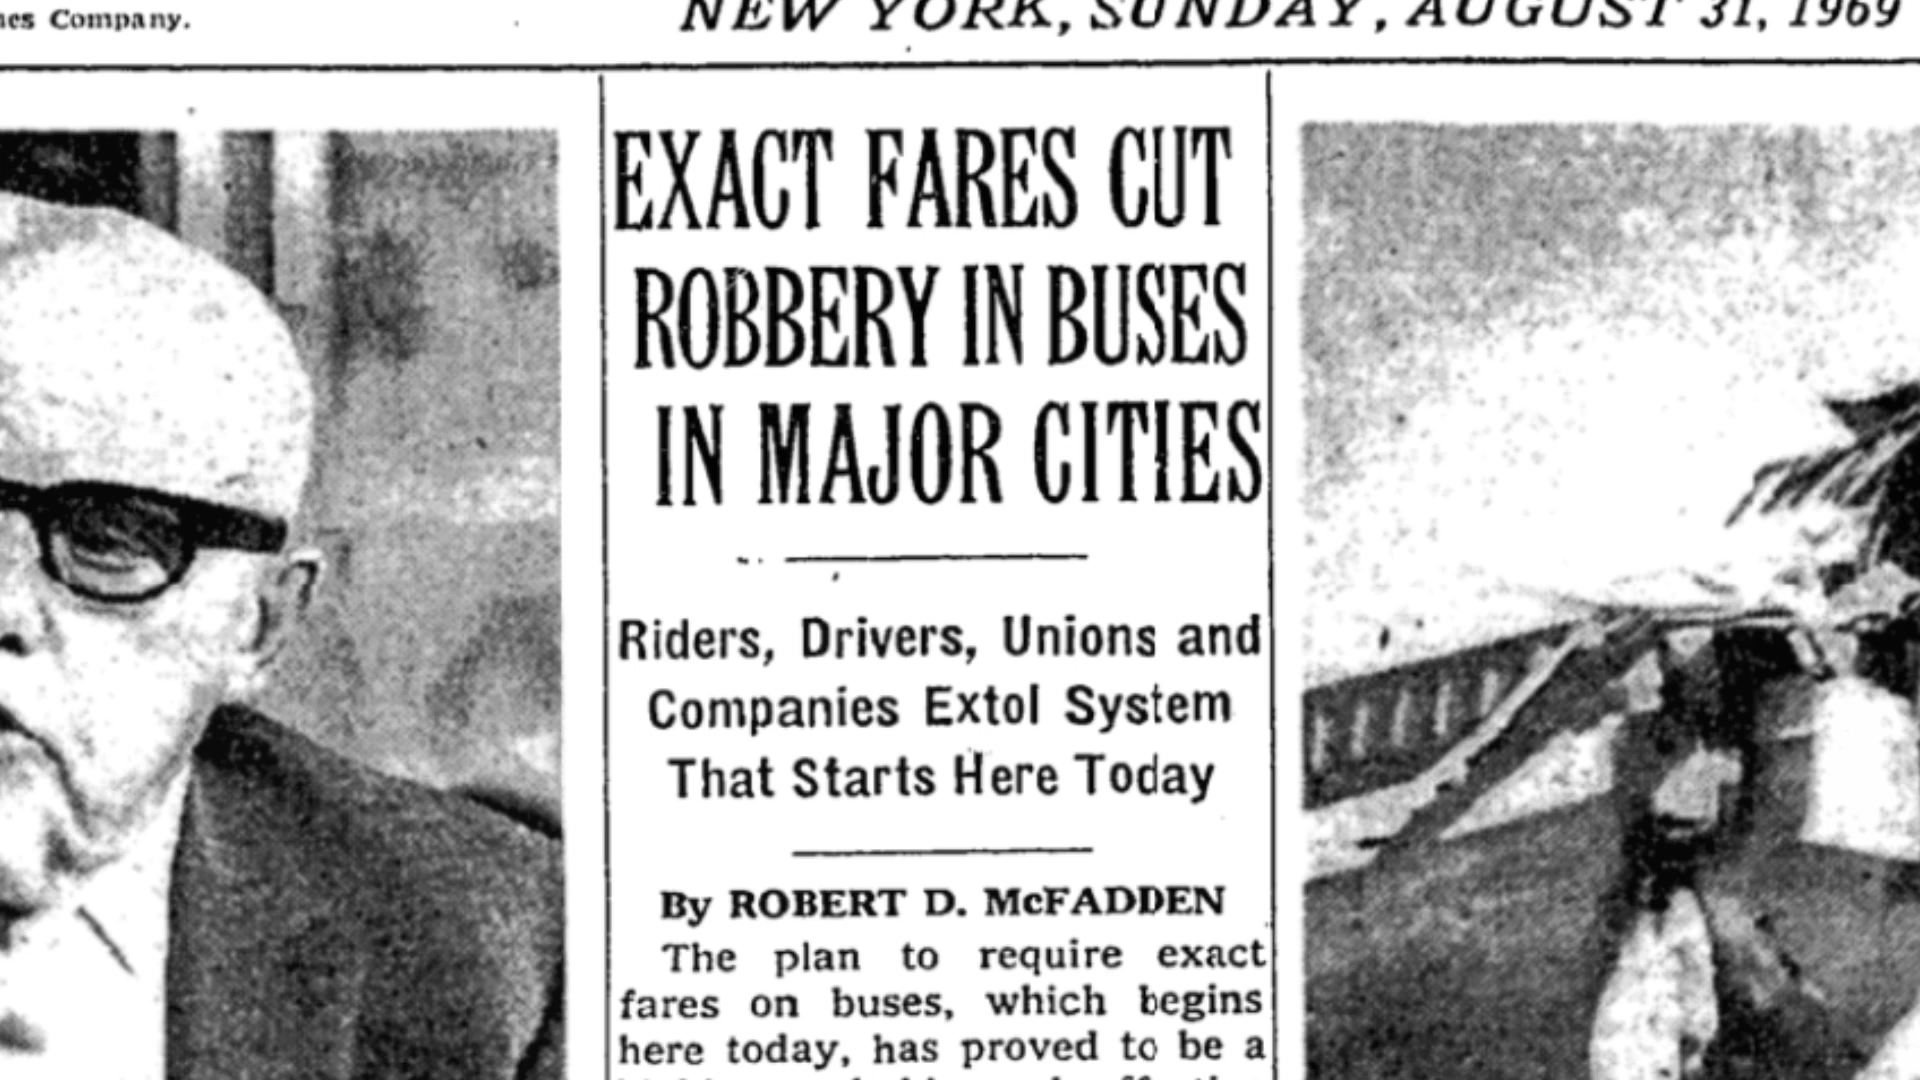 nes Company.
NEW YORK, SUNDAY, AUGUST 31, 1969
EXACT FARES CUT
ROBBERY IN BUSES
IN MAJOR CITIES
Riders, Drivers, Unions and
Companies Extol System
That Starts Here Today
By ROBERT D. McFADDEN
The plan to require exact
fares on buses, which begins
here today, has proved to be a